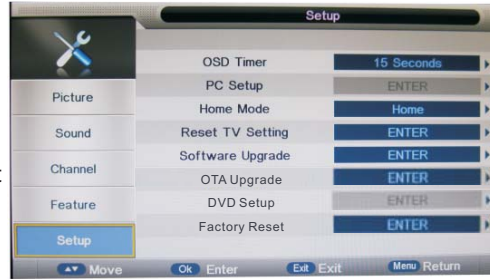 Setup
OSD Timer 15 Seconds
PC Setup ENTER
Home Mode Home
Reset TV Setting ENTER
Software Upgrade ENTER
OTA Upgrade ENTER
DVD Setup ENTER
Factory Reset ENTER
Picture
Sound
Channel
Feature
Setup
Move
Ok Enter
Exit Exit
Menu Return